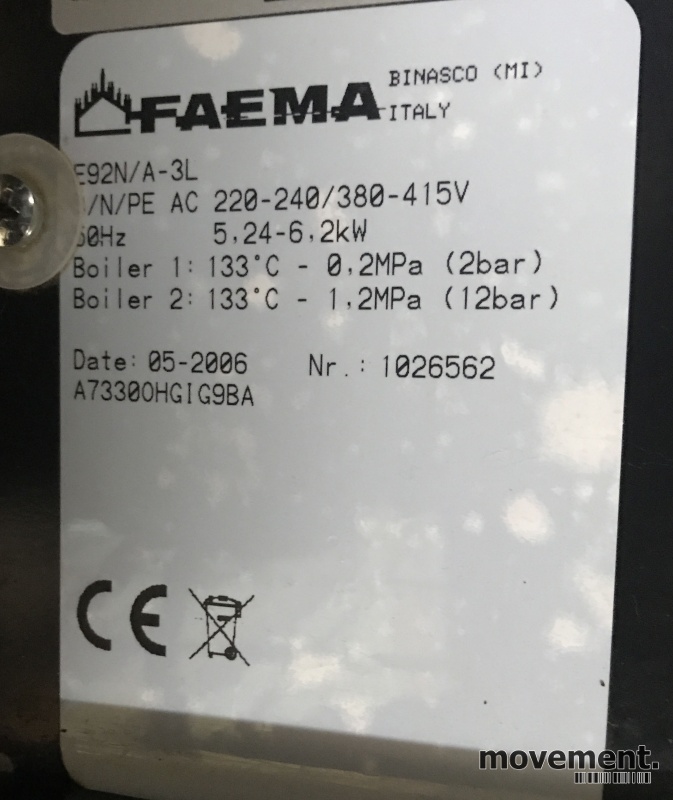 FAEMA BINASCO (MI)
ITALY
E92N/A-3L
/N/PE AC 220-240/380-415V
50Hz 5,24-6,2kW
Boiler 1: 133°C - 0,2MPa (2bar)
Boiler 2: 133°C - 1,2MPa (12bar)
Date: 05-2006 Nr.: 1026562
A7330OHGIG9BA
CE
movement.